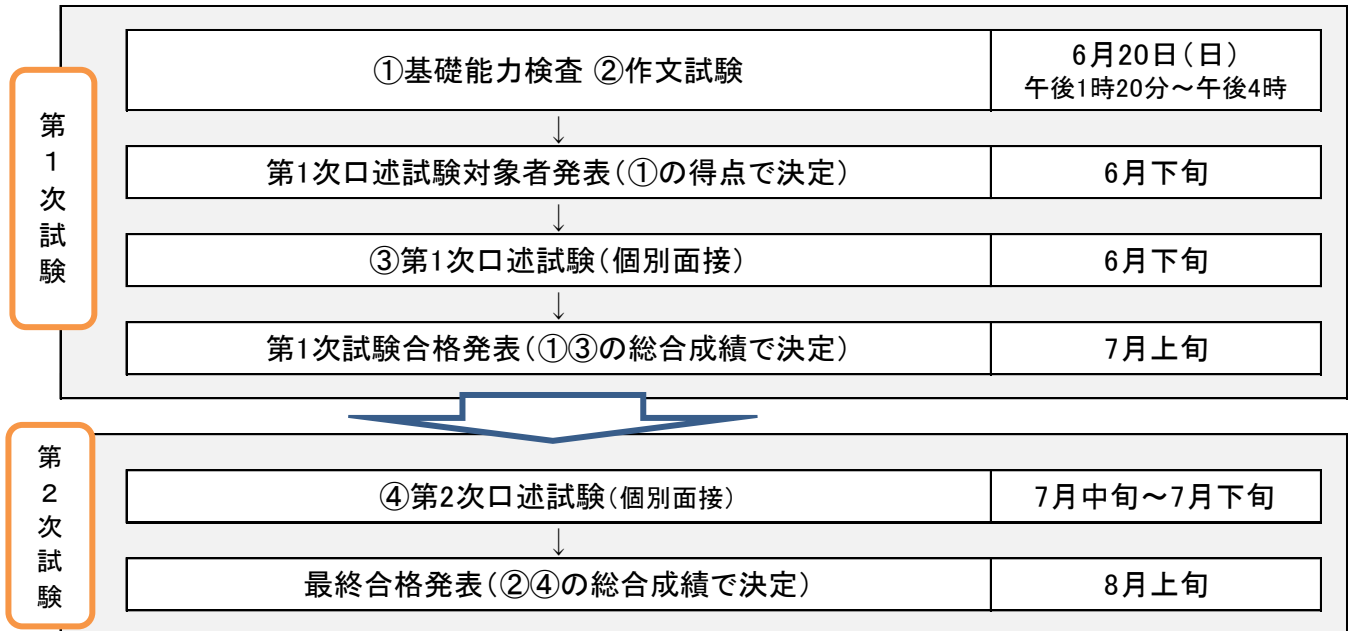 第1次試験
①基礎能力検査 ②作文試験
6月20日(日)
午後1時20分～午後4時
↓
第1次口述試験対象者発表(①の得点で決定)
6月下旬
↓
③第1次口述試験(個別面接)
6月下旬
↓
第1次試験合格発表(①③の総合成績で決定)
7月上旬
第2次試験
④第2次口述試験(個別面接)
7月中旬～7月下旬
↓
最終合格発表(②④の総合成績で決定)
8月上旬